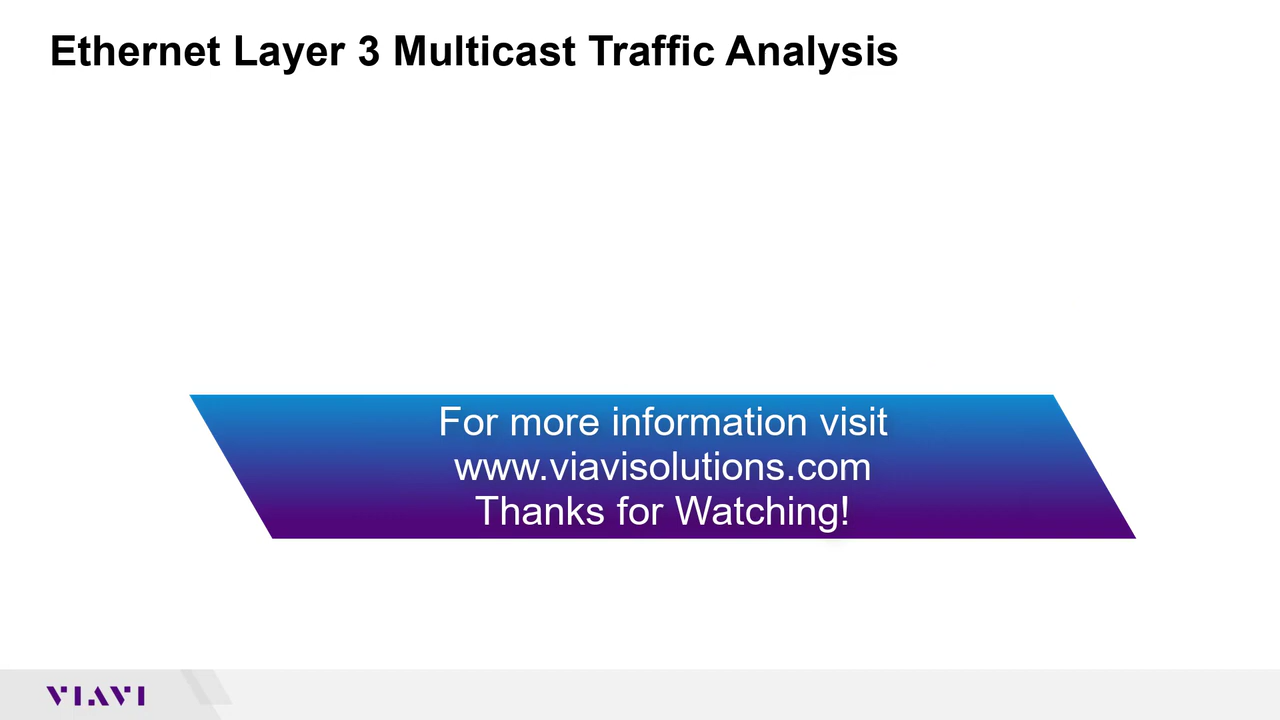 Ethernet Layer 3 Multicast Traffic Analysis
For more information visit
www.viavisolutions.com
Thanks for Watching!
VIAVI